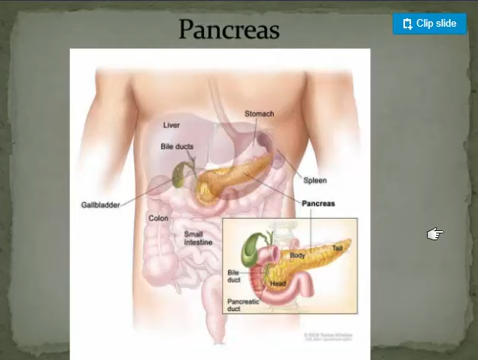 Pancreas
Clip slide
Stomach
Liver
Bile ducts
Spleen
Gallbladder
Pancreas
Colon
Small
intestine
Tail
Body
Bile
duct
Head
Pancreatic
duct